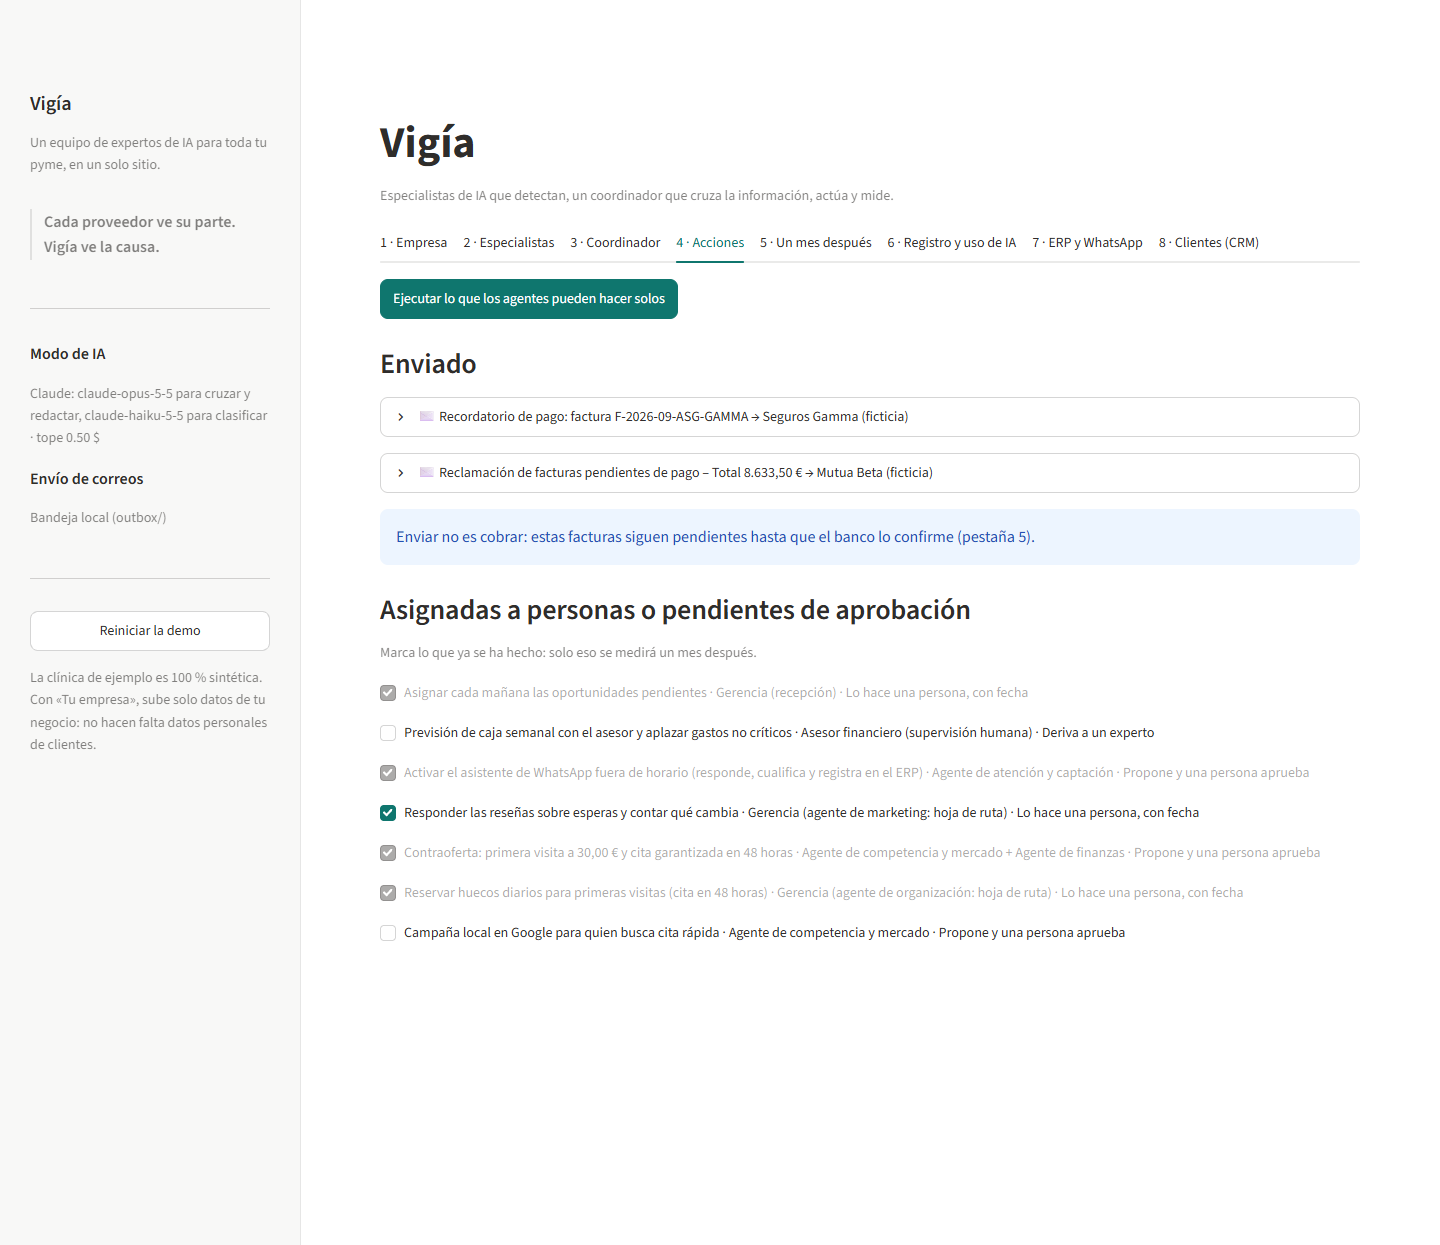 Vigía
Un equipo de expertos de IA para toda tu
pyme, en un solo sitio.
Cada proveedor ve su parte.
Vigía ve la causa.
Modo de IA
Claude: claude-opus-5-5 para cruzar y
redactar, claude-haiku-5-5 para clasificar
· tope 0.50 $
Envío de correos
Bandeja local (outbox/)
Reiniciar la demo
La clínica de ejemplo es 100 % sintética.
Con «Tu empresa», sube solo datos de tu
negocio: no hacen falta datos personales
de clientes.
Vigía
Especialistas de IA que detectan, un coordinador que cruza la información, actúa y mide.
1 · Empresa 2 · Especialistas 3 · Coordinador 4 · Acciones 5 · Un mes después 6 · Registro y uso de IA 7 · ERP y WhatsApp 8 · Clientes (CRM)
Ejecutar lo que los agentes pueden hacer solos
Enviado
Recordatorio de pago: factura F-2026-09-ASG-GAMMA → Seguros Gamma (ficticia)
Reclamación de facturas pendientes de pago – Total 8.633,50 € → Mutua Beta (ficticia)
Enviar no es cobrar: estas facturas siguen pendientes hasta que el banco lo confirme (pestaña 5).
Asignadas a personas o pendientes de aprobación
Marca lo que ya se ha hecho: solo eso se medirá un mes después.
Asignar cada mañana las oportunidades pendientes · Gerencia (recepción) · Lo hace una persona, con fecha
Previsión de caja semanal con el asesor y aplazar gastos no críticos · Asesor financiero (supervisión humana) · Deriva a un experto
Activar el asistente de WhatsApp fuera de horario (responde, cualifica y registra en el ERP) · Agente de atención y captación · Propone y una persona aprueba
Responder las reseñas sobre esperas y contar qué cambia · Gerencia (agente de marketing: hoja de ruta) · Lo hace una persona, con fecha
Contraoferta: primera visita a 30,00 € y cita garantizada en 48 horas · Agente de competencia y mercado + Agente de finanzas · Propone y una persona aprueba
Reservar huecos diarios para primeras visitas (cita en 48 horas) · Gerencia (agente de organización: hoja de ruta) · Lo hace una persona, con fecha
Campaña local en Google para quien busca cita rápida · Agente de competencia y mercado · Propone y una persona aprueba